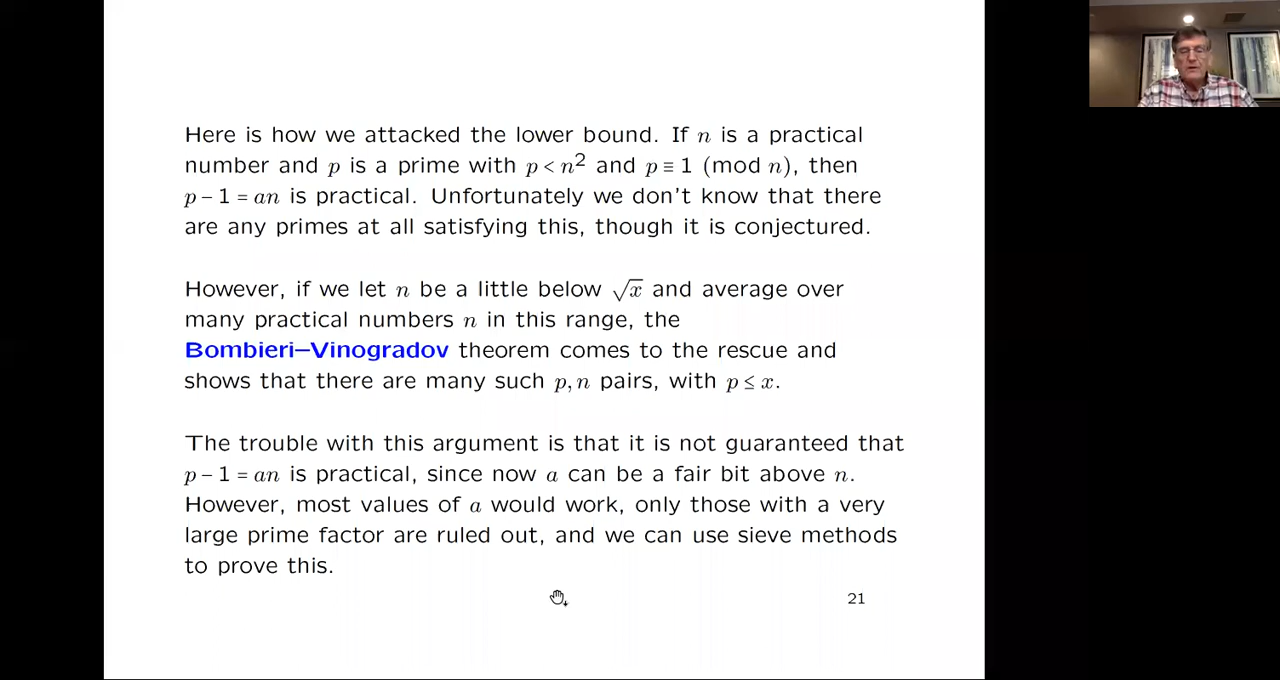 Here is how we attacked the lower bound. If n is a practical
number and p is a prime with p < n² and p ≡ 1 (mod n), then
p − 1 = an is practical. Unfortunately we don't know that there
are any primes at all satisfying this, though it is conjectured.
However, if we let n be a little below √x and average over
many practical numbers n in this range, the
Bombieri–Vinogradov theorem comes to the rescue and
shows that there are many such p, n pairs, with p ≤ x.
The trouble with this argument is that it is not guaranteed that
p − 1 = an is practical, since now a can be a fair bit above n.
However, most values of a would work, only those with a very
large prime factor are ruled out, and we can use sieve methods
to prove this.
21